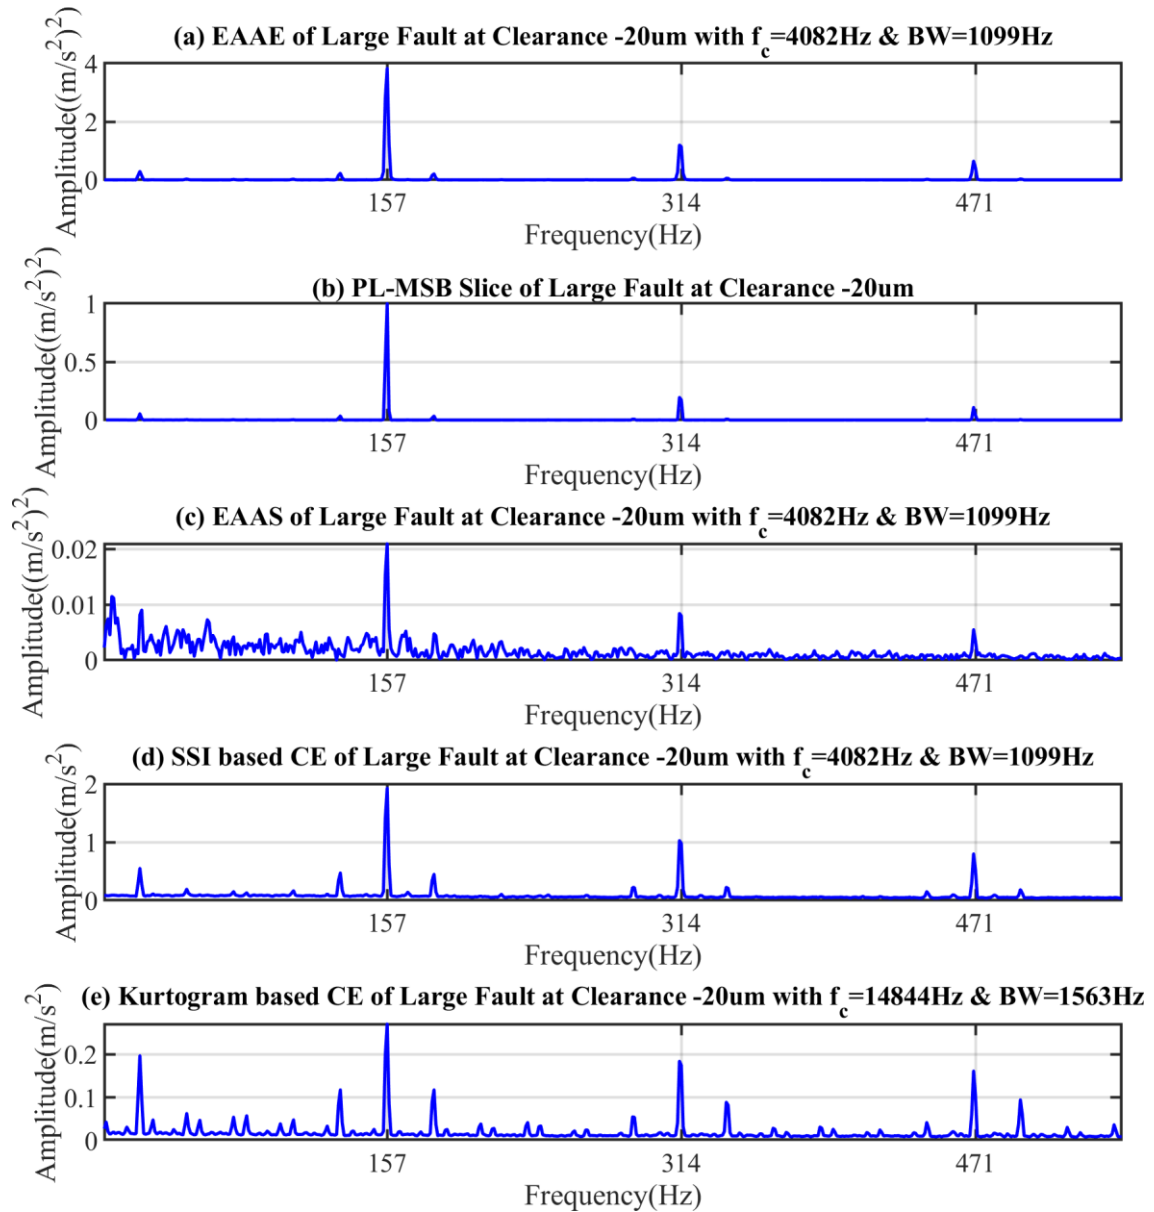 (a) EAAE of Large Fault at Clearance -20um with f_c=4082Hz & BW=1099Hz
Amplitude((m/s²)²)
4
2
0
157 314 471
Frequency(Hz)
(b) PL-MSB Slice of Large Fault at Clearance -20um
Amplitude((m/s²)²)
1
0.5
0
157 314 471
Frequency(Hz)
(c) EAAS of Large Fault at Clearance -20um with f_c=4082Hz & BW=1099Hz
Amplitude((m/s²)²)
0.02
0.01
0
157 314 471
Frequency(Hz)
(d) SSI based CE of Large Fault at Clearance -20um with f_c=4082Hz & BW=1099Hz
Amplitude(m/s²)
2
1
0
157 314 471
Frequency(Hz)
(e) Kurtogram based CE of Large Fault at Clearance -20um with f_c=14844Hz & BW=1563Hz
Amplitude(m/s²)
0.2
0.1
0
157 314 471
Frequency(Hz)